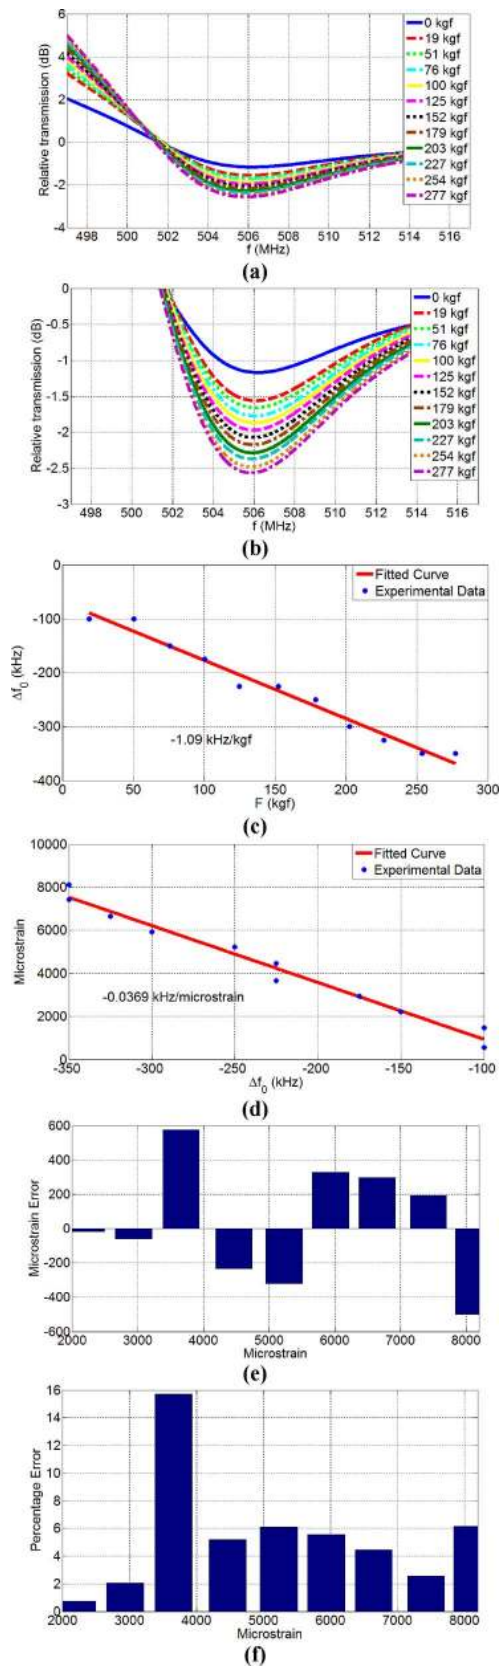 6
4
2
0
-2
-4
Relative transmission (dB)
0 kgf
19 kgf
51 kgf
76 kgf
100 kgf
125 kgf
152 kgf
179 kgf
203 kgf
227 kgf
254 kgf
277 kgf
498 500 502 504 506 508 510 512 514 516
f (MHz)
(a)
0
-0.5
-1
-1.5
-2
-2.5
-3
Relative transmission (dB)
0 kgf
19 kgf
51 kgf
76 kgf
100 kgf
125 kgf
152 kgf
179 kgf
203 kgf
227 kgf
254 kgf
277 kgf
498 500 502 504 506 508 510 512 514 516
f (MHz)
(b)
0
-100
-200
-300
-400
Δf0 (kHz)
Fitted Curve
Experimental Data
-1.09 kHz/kgf
0 50 100 150 200 250 300
F (kgf)
(c)
10000
8000
6000
4000
2000
0
Microstrain
Fitted Curve
Experimental Data
-0.0369 kHz/microstrain
-350 -300 -250 -200 -150 -100
Δf0 (kHz)
(d)
600
400
200
0
-200
-400
-600
Microstrain Error
2000 3000 4000 5000 6000 7000 8000
Microstrain
(e)
16
14
12
10
8
6
4
2
0
Percentage Error
2000 3000 4000 5000 6000 7000 8000
Microstrain
(f)